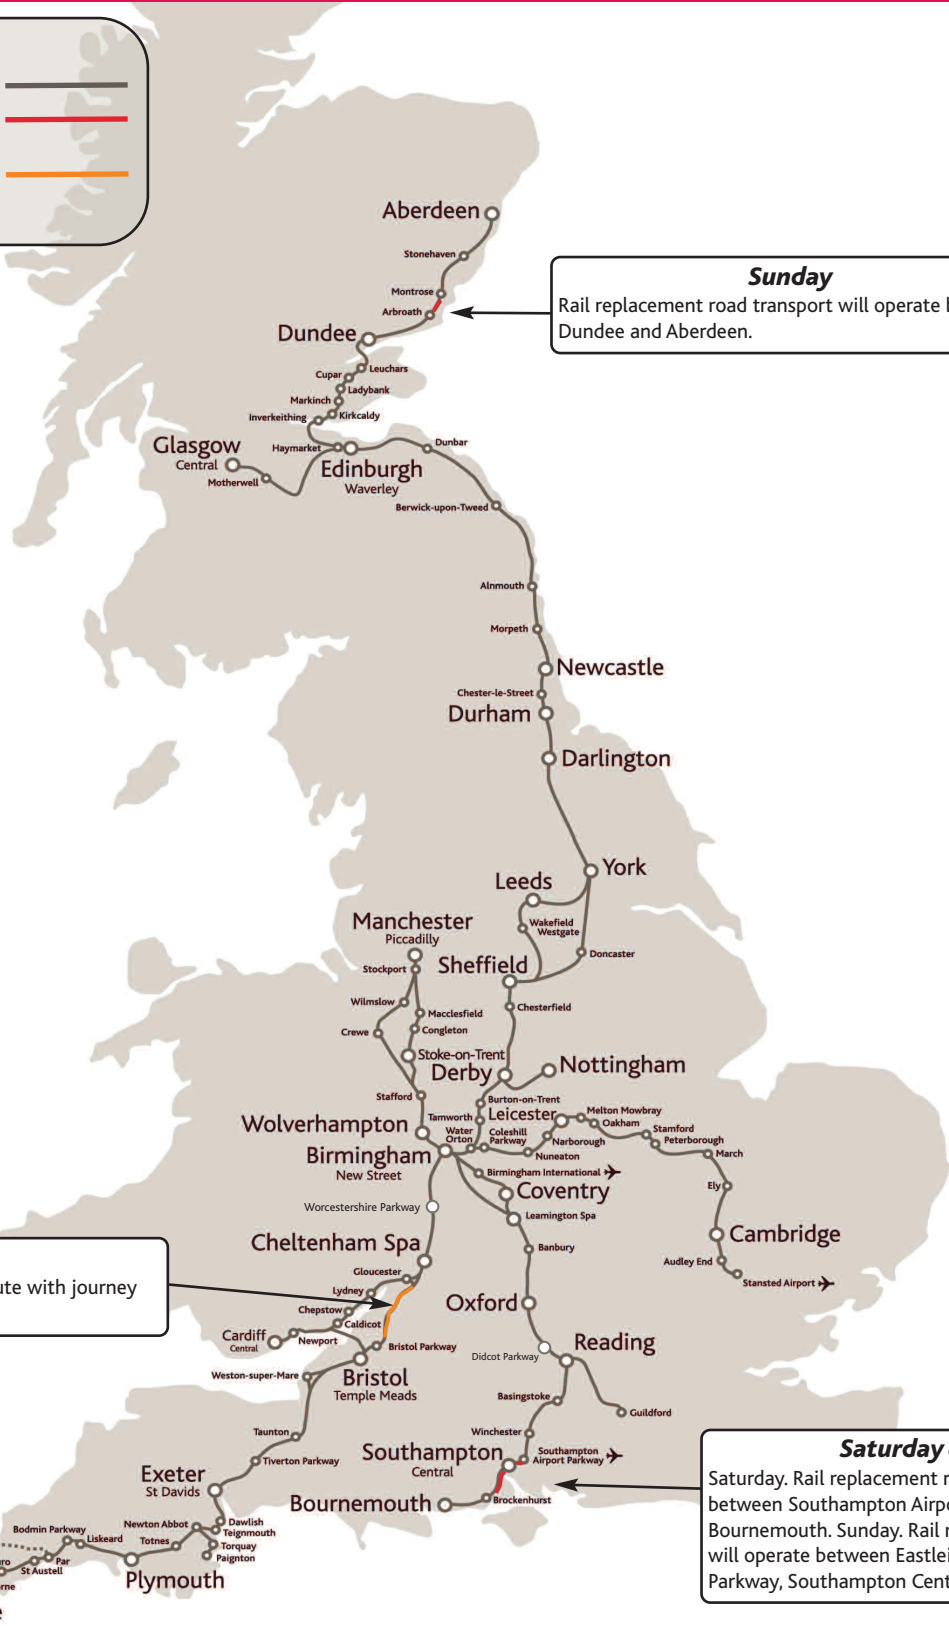 Aberdeen
Stonehaven
Sunday
Rail replacement road transport will operate
Dundee and Aberdeen.
Montrose
Arbroath
Dundee
Leuchars
Cupar
Ladybank
Markinch
Kirkcaldy
Inverkeithing
Glasgow
Central
Haymarket
Dunbar
Edinburgh
Waverley
Motherwell
Berwick-upon-Tweed
Alnmouth
Morpeth
Newcastle
Chester-le-Street
Durham
Darlington
York
Leeds
Wakefield
Westgate
Manchester
Piccadilly
Doncaster
Stockport
Sheffield
Wilmslow
Chesterfield
Macclesfield
Crewe
Congleton
Stoke-on-Trent
Nottingham
Derby
Stafford
Burton-on-Trent
Leicester
Melton Mowbray
Tamworth
Oakham
Wolverhampton
Water
Orton
Coleshill
Parkway
Stamford
Narborough
Peterborough
Birmingham
New Street
Nuneaton
March
Birmingham International
Ely
Coventry
Worcestershire Parkway
Leamington Spa
Cambridge
Cheltenham Spa
Banbury
Audley End
Gloucester
Stansted Airport
ute with journey
Lydney
Oxford
Chepstow
Caldicot
Cardiff
Central
Newport
Bristol Parkway
Reading
Didcot Parkway
Weston-super-Mare
Bristol
Temple Meads
Basingstoke
Guildford
Taunton
Winchester
Southampton
Central
Southampton
Airport Parkway
Tiverton Parkway
Saturday
Exeter
St Davids
Saturday. Rail replacement
between Southampton Airpo
Bournemouth
Brockenhurst
Bournemouth. Sunday. Rail
will operate between Eastlei
Parkway, Southampton Cent
Newton Abbot
Dawlish
Teignmouth
Bodmin Parkway
Liskeard
Totnes
Torquay
Paignton
ro
Par
St Austell
rne
Plymouth
e